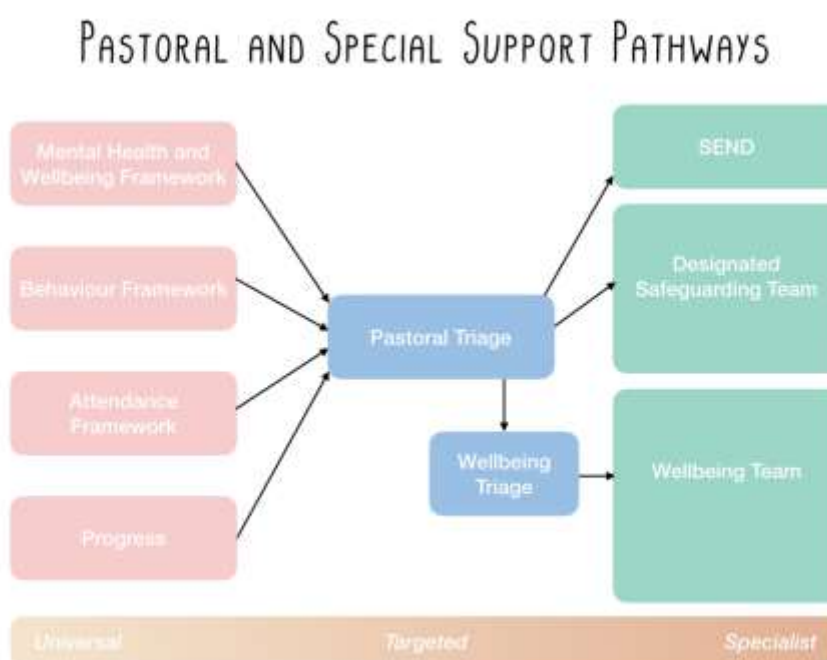 PASTORAL AND SPECIAL SUPPORT PATHWAYS
Mental Health and
Wellbeing Framework
Behaviour Framework
Attendance
Framework
Progress
Pastoral Triage
Wellbeing
Triage
SEND
Designated
Safeguarding Team
Wellbeing Team
Universal
Targeted
Specialist